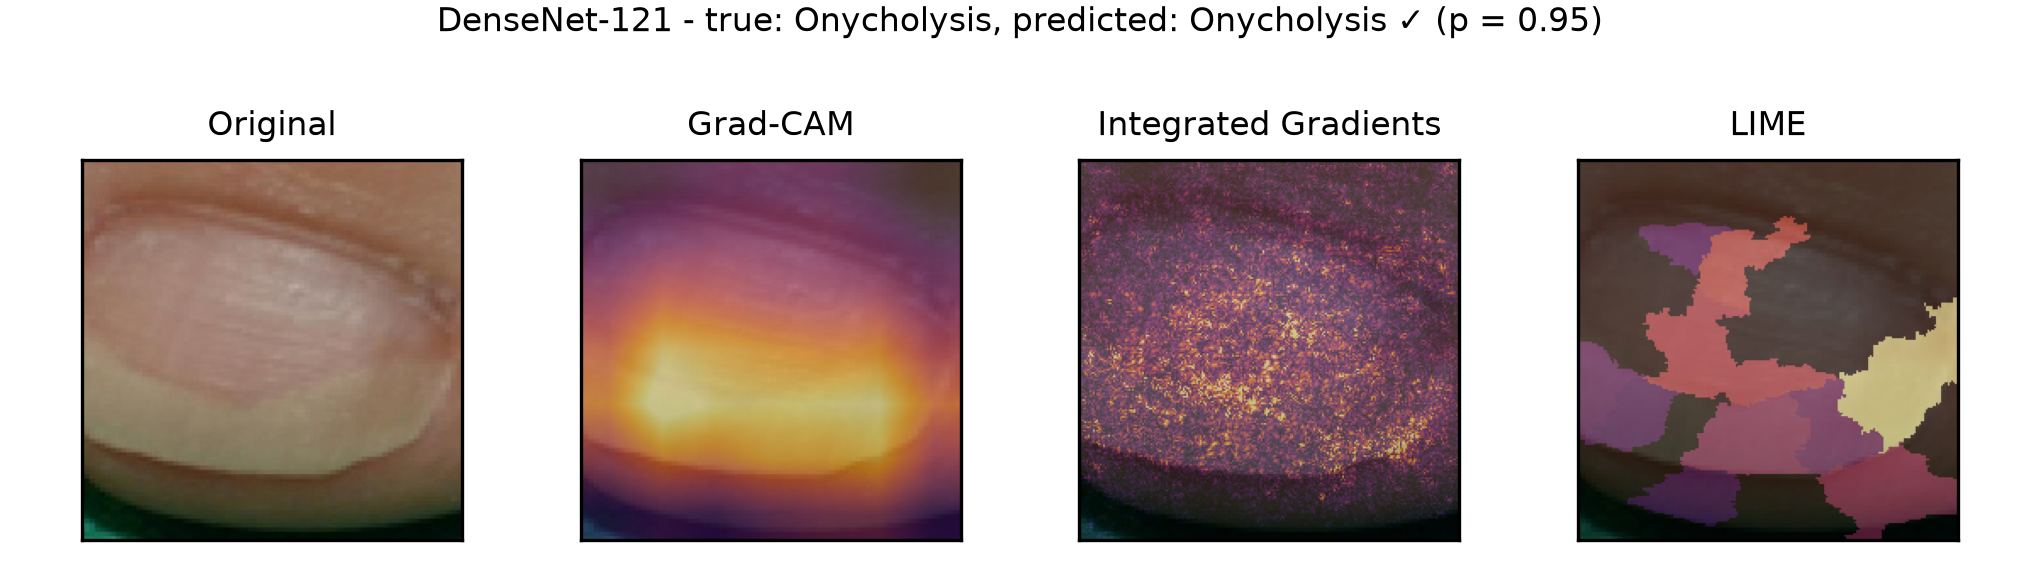 DenseNet-121 - true: Onycholysis, predicted: Onycholysis ✓ (p = 0.95)
Original
Grad-CAM
Integrated Gradients
LIME